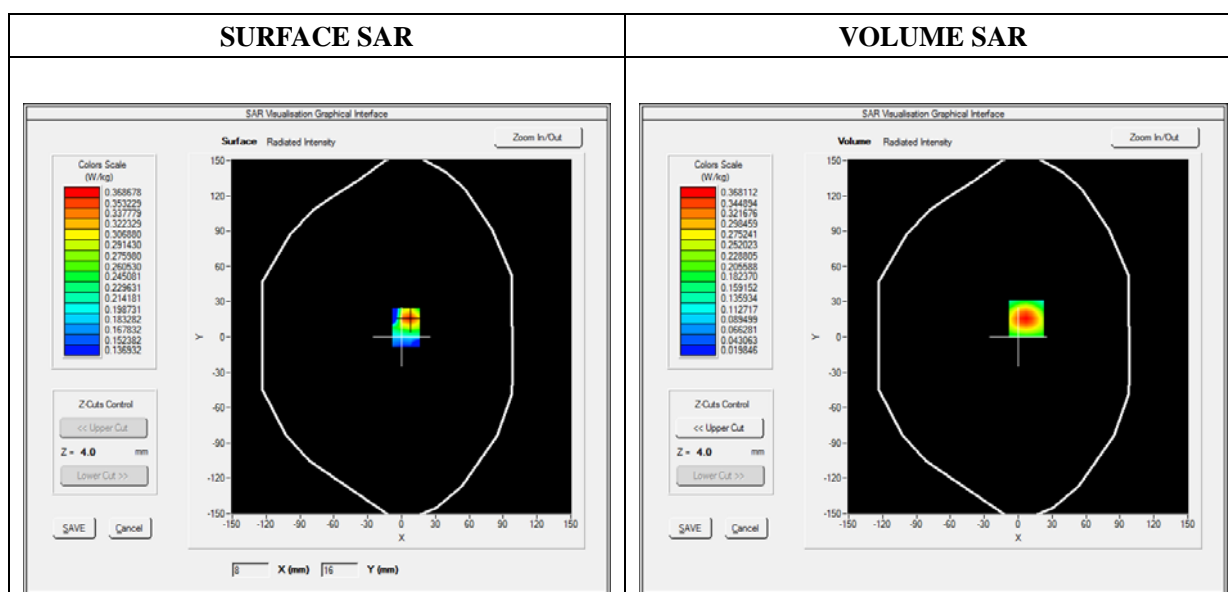 SURFACE SAR
SAR Visualisation Graphical Interface
Surface Radiated Intensity
Zoom In/Out
Colors Scale
(W/kg)
0.368678
0.353229
0.337779
0.322329
0.306880
0.291430
0.275980
0.260530
0.245081
0.229631
0.214181
0.198731
0.183282
0.167832
0.152382
0.136932
Z-Cuts Control
<< Upper Cut
Z = 4.0 mm
Lower Cut >>
SAVE Cancel
150
120
90
60
30
0
-30
-60
-90
-120
-150
Y
-150 -120 -90 -60 -30 0 30 60 90 120 150
X
8 X (mm) 16 Y (mm)
VOLUME SAR
SAR Visualisation Graphical Interface
Volume Radiated Intensity
Zoom In/Out
Colors Scale
(W/kg)
0.368112
0.344894
0.321676
0.298459
0.275241
0.252023
0.228805
0.205588
0.182370
0.159152
0.135934
0.112717
0.089499
0.066281
0.043063
0.019846
Z-Cuts Control
<< Upper Cut
Z = 4.0 mm
Lower Cut >>
SAVE Cancel
150
120
90
60
30
0
-30
-60
-90
-120
-150
Y
-150 -120 -90 -60 -30 0 30 60 90 120 150
X